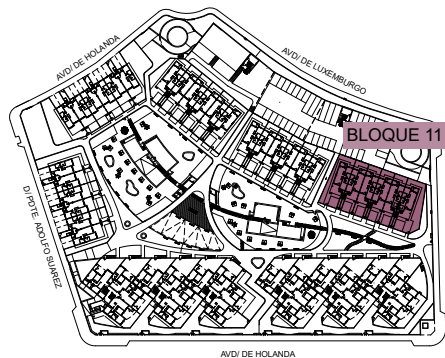 AVD/ DE HOLANDA
AVD/ DE LUXEMBURGO
BLOQUE 11
D/ PDTE. ADOLFO SUAREZ
AVD/ DE HOLANDA